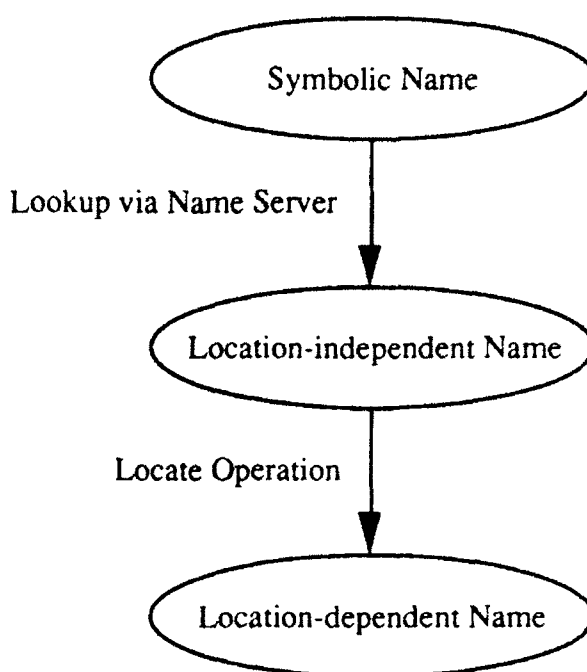 Symbolic Name
Lookup via Name Server
Location-independent Name
Locate Operation
Location-dependent Name